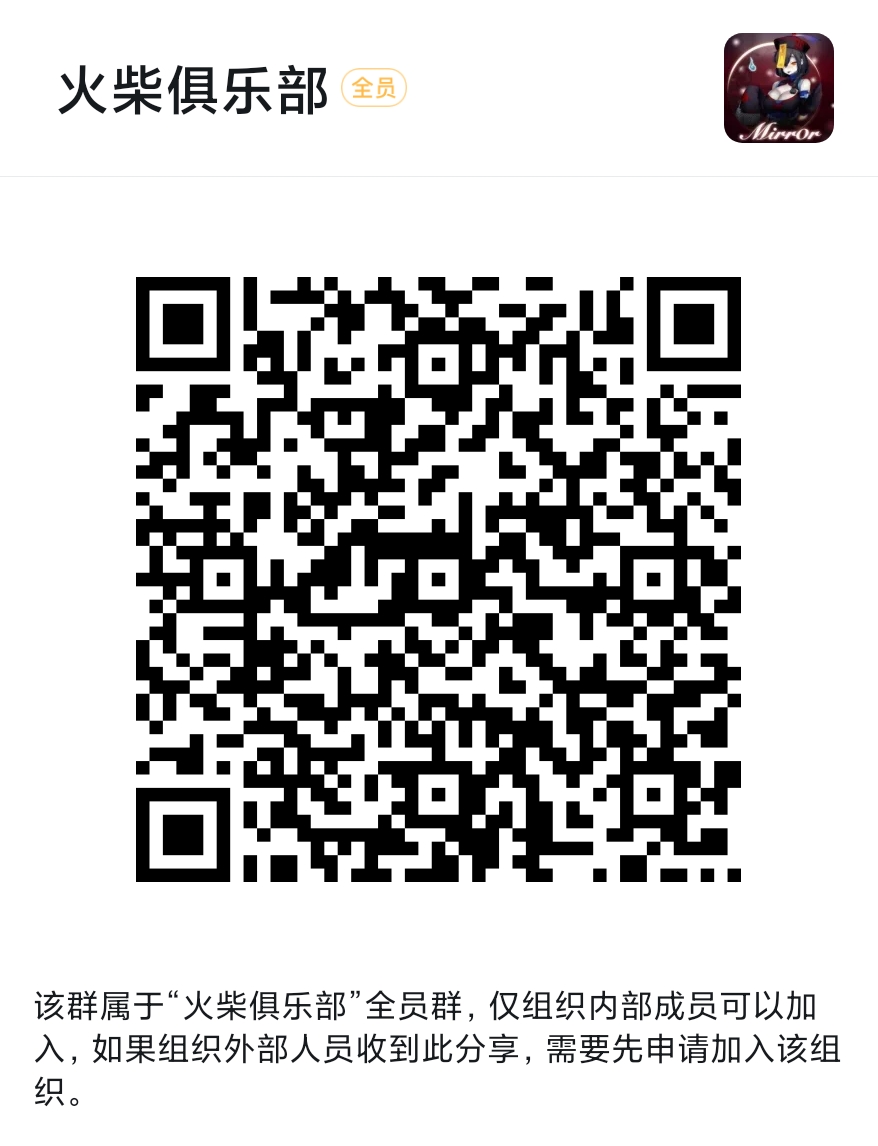 火柴俱乐部 全员
Mirror
该群属于“火柴俱乐部”全员群，仅组织内部成员可以加
入，如果组织外部人员收到此分享，需要先申请加入该组
织。